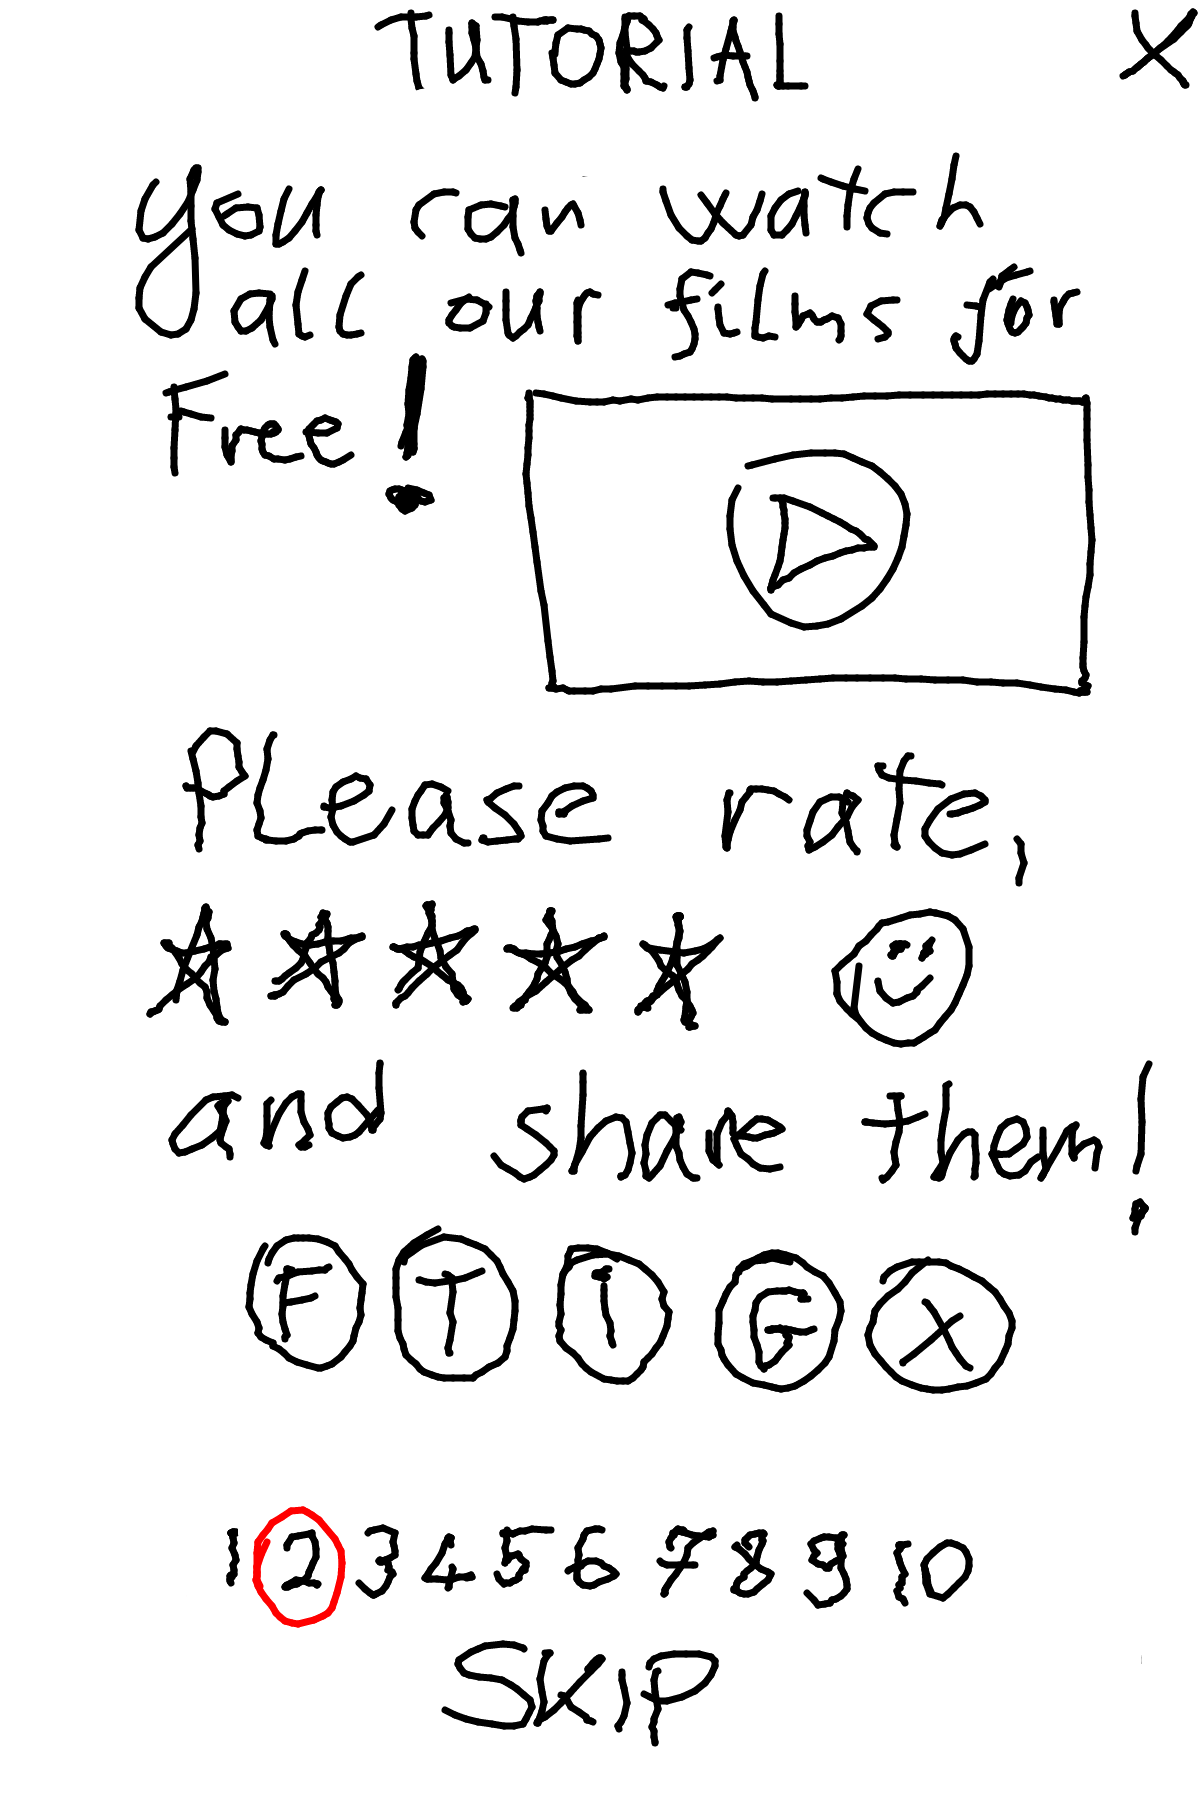 TUTORIAL X
You can watch
all our films for
Free!
Please rate,
and share them!
F T i G X
1 2 3 4 5 6 7 8 9 10
SKIP